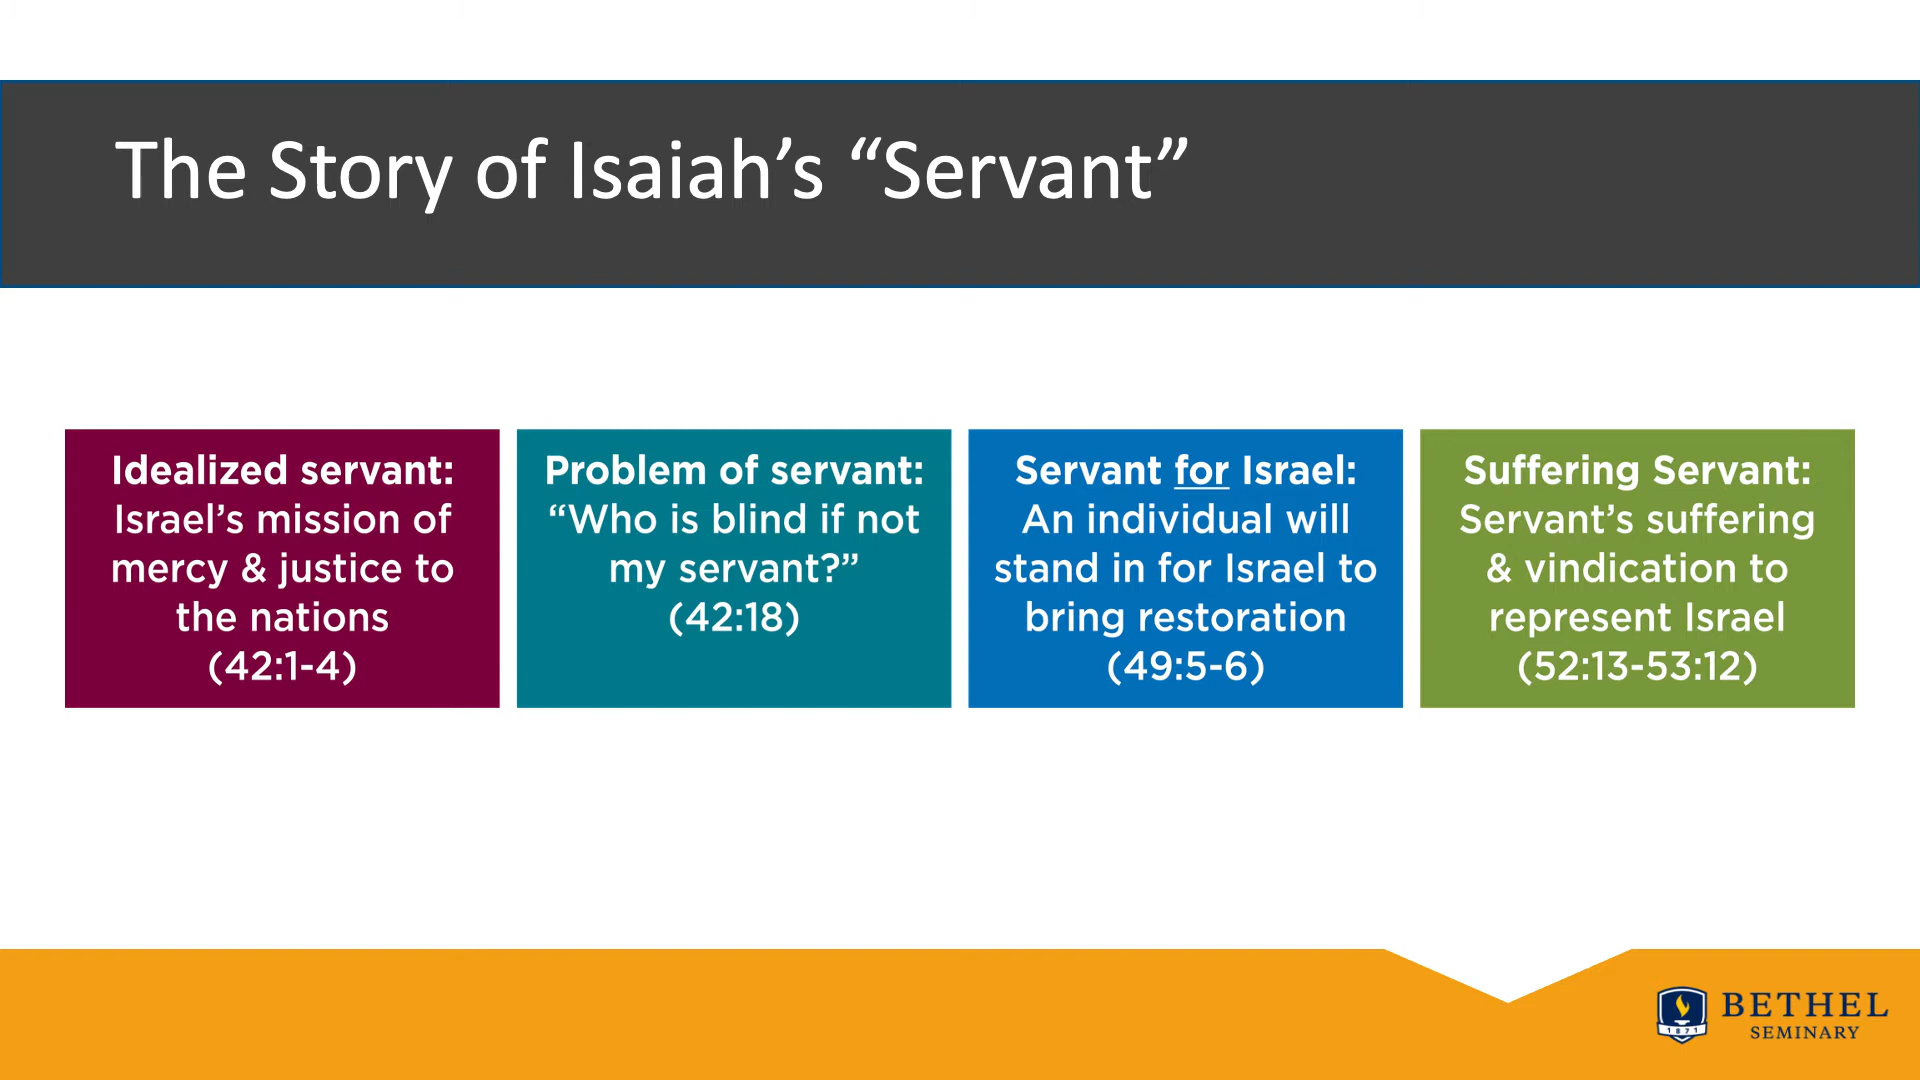 The Story of Isaiah’s “Servant”
Idealized servant:
Israel’s mission of
mercy & justice to
the nations
(42:1-4)
Problem of servant:
“Who is blind if not
my servant?”
(42:18)
Servant for Israel:
An individual will
stand in for Israel to
bring restoration
(49:5-6)
Suffering Servant:
Servant’s suffering
& vindication to
represent Israel
(52:13-53:12)
1871
BETHEL
SEMINARY